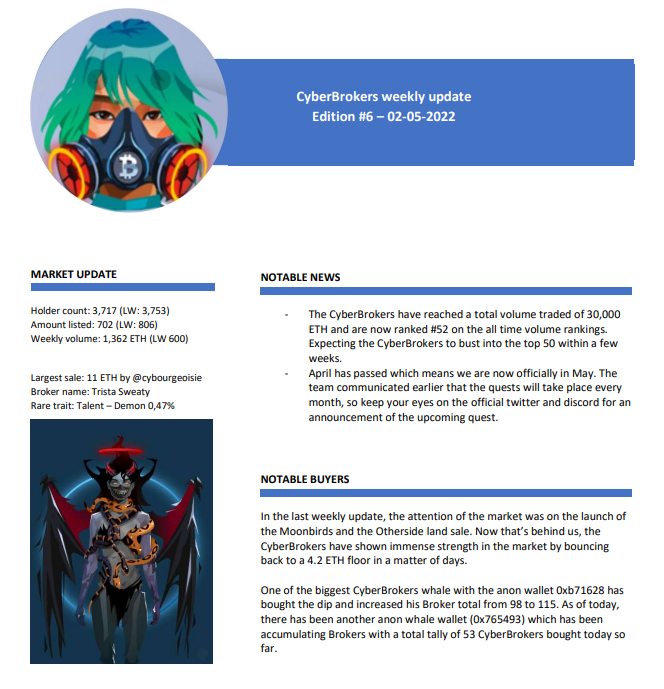 CyberBrokers weekly update
Edition #6 – 02-05-2022
MARKET UPDATE
Holder count: 3,717 (LW: 3,753)
Amount listed: 702 (LW: 806)
Weekly volume: 1,362 ETH (LW 600)
Largest sale: 11 ETH by @cybourgeoisie
Broker name: Trista Sweaty
Rare trait: Talent – Demon 0,47%
NOTABLE NEWS
- The CyberBrokers have reached a total volume traded of 30,000
ETH and are now ranked #52 on the all time volume rankings.
Expecting the CyberBrokers to bust into the top 50 within a few
weeks.
- April has passed which means we are now officially in May. The
team communicated earlier that the quests will take place every
month, so keep your eyes on the official twitter and discord for an
announcement of the upcoming quest.
NOTABLE BUYERS
In the last weekly update, the attention of the market was on the launch of
the Moonbirds and the Otherside land sale. Now that’s behind us, the
CyberBrokers have shown immense strength in the market by bouncing
back to a 4.2 ETH floor in a matter of days.
One of the biggest CyberBrokers whale with the anon wallet 0xb71628 has
bought the dip and increased his Broker total from 98 to 115. As of today,
there has been another anon whale wallet (0x765493) which has been
accumulating Brokers with a total tally of 53 CyberBrokers bought today so
far.